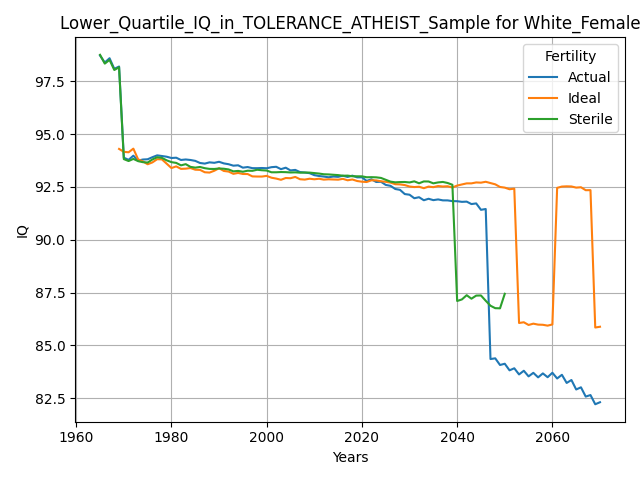 Lower_Quartile_IQ_in_TOLERANCE_ATHEIST_Sample for White_Female
Fertility
Actual
Ideal
Sterile
97.5
95.0
92.5
90.0
87.5
85.0
82.5
IQ
1960
1980
2000
2020
2040
2060
Years